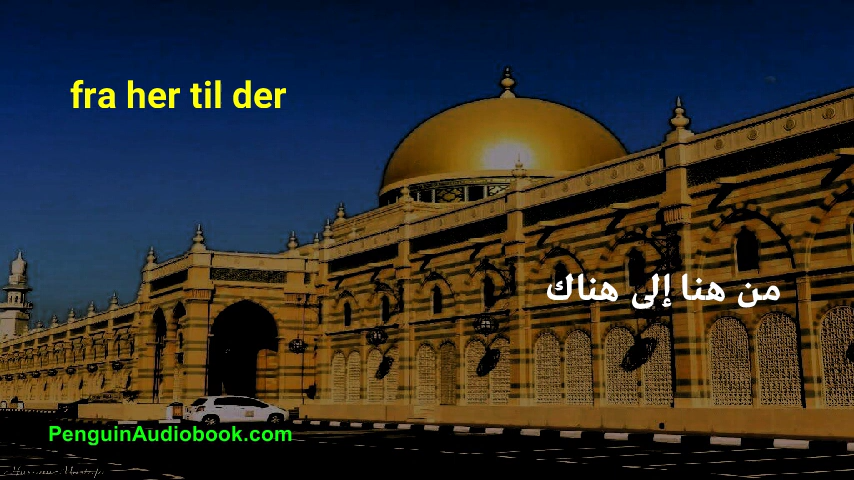 fra her til der
من هنا إلى هناك
PenguinAudiobook.com